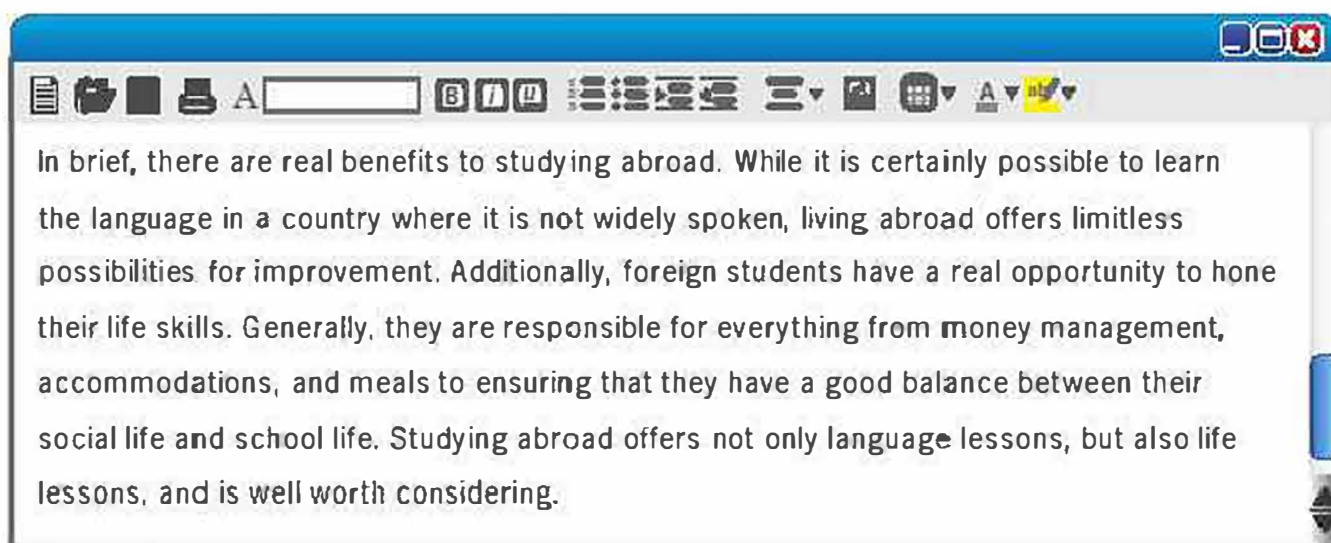 A
B i u
A ab
In brief, there are real benefits to studying abroad. While it is certainly possible to learn
the language in a country where it is not widely spoken, living abroad offers limitless
possibilities for improvement. Additionally, foreign students have a real opportunity to hone
their life skills. Generally, they are responsible for everything from money management,
accommodations, and meals to ensuring that they have a good balance between their
social life and school life. Studying abroad offers not only language lessons, but also life
lessons, and is well worth considering.